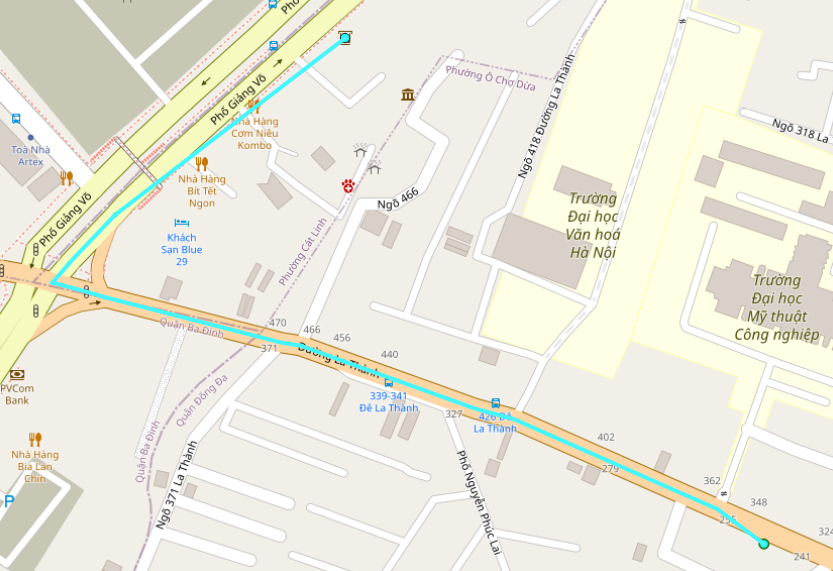 Phố
Phố Giảng Võ
Phố Giảng Võ
Phường Ô Chợ Dừa
Ngõ 418 Đường La Thành
Ngõ 318 La
Toà Nhà
Artex
Nhà Hàng
Cơm Niêu
Kombo
Nhà Hàng
Bít Tết
Ngon
Ngõ 466
Trường
Đại học
Văn hoá
Hà Nội
Phố Giảng Võ
Khách
Sạn Blue
29
Phường Cát Linh
Trường
Đại học
Mỹ thuật
Công nghiệp
Quận Ba Đình
470
466
456
440
371
Đường La Thành
339-341
Đê La Thành
PVCom
Bank
Quận Đống Đa
Quận Ba Đình
327
426 Đê
La Thành
402
279
Nhà Hàng
Bia Lan
Chín
Ngõ 371 La Thành
Phố Nguyễn Phúc Lai
362
348
324
241
P